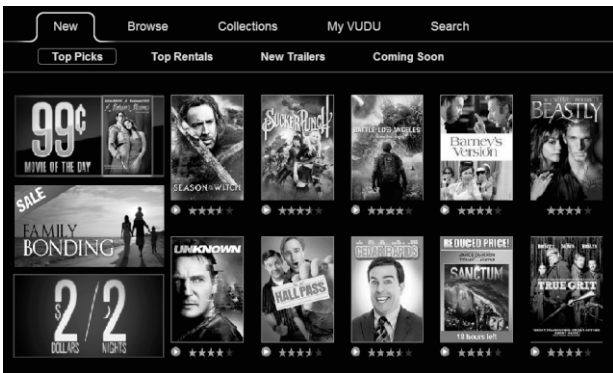 New Browse Collections My VUDU Search
Top Picks Top Rentals New Trailers Coming Soon
99¢
MOVIE OF THE DAY
SEASON OF THE WITCH
SUCKER PUNCH
BATTLE: LOS ANGELES
Barney's
Version
BEASTLY
SALE
FAMILY
BONDING
UNKNOWN
HALL PASS
CEDAR RAPIDS
REDUCED PRICE!
SANCTUM
18 hours left
TRUE GRIT
$2/2
DOLLARS NIGHTS